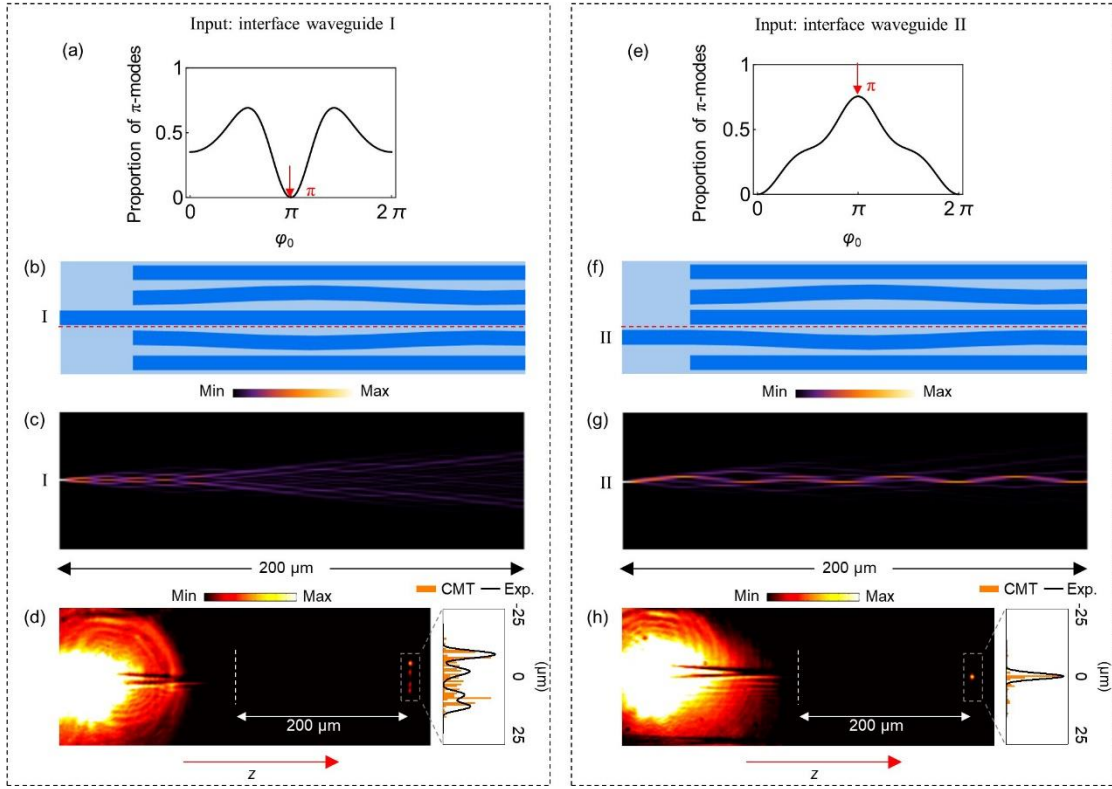 Input: interface waveguide I
(a)
Proportion of π-modes
1
0.5
0
0
π
2 π
π
φ₀
(b)
I
Min
Max
(c)
I
200 μm
Min
Max
CMT
Exp.
(d)
200 μm
-25
0
25
(μm)
z
Input: interface waveguide II
(e)
Proportion of π-modes
1
0.5
0
0
π
2 π
π
φ₀
(f)
II
Min
Max
(g)
II
200 μm
Min
Max
CMT
Exp.
(h)
200 μm
-25
0
25
(μm)
z